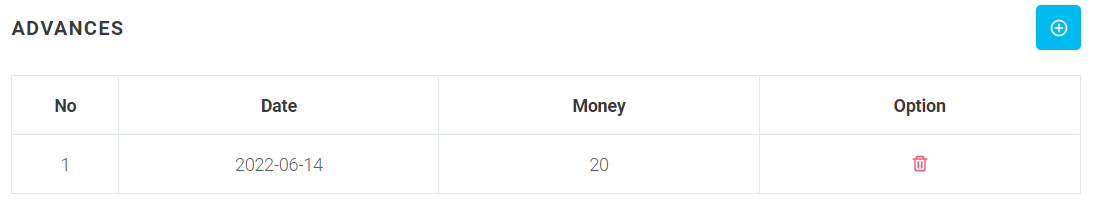 ADVANCES
No Date Money Option
1 2022-06-14 20